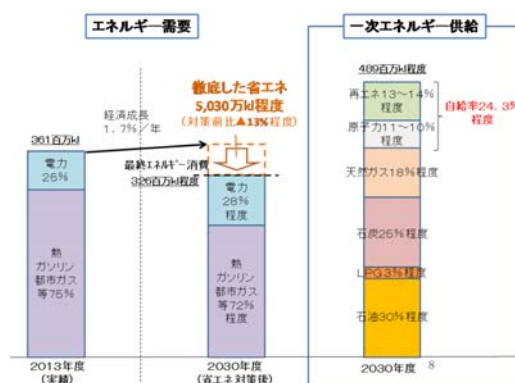 エネルギー需要
一次エネルギー供給
489百万kl程度
徹底した省エネ
5,030万kl程度
(対策前比▲13%程度)
再エネ13~14%
程度
自給率24.3%
程度
原子力11~10%
程度
経済成長
1.7%/年
361百万kl
最終エネルギー消費
326百万kl程度
天然ガス18%程度
電力
25%
電力
28%
程度
石炭25%程度
熱
ガソリン
都市ガス
等75%
熱
ガソリン
都市ガス
等72%
程度
LPG3%程度
石油30%程度
2013年度
(実績)
2030年度
(省エネ対策後)
2030年度
8